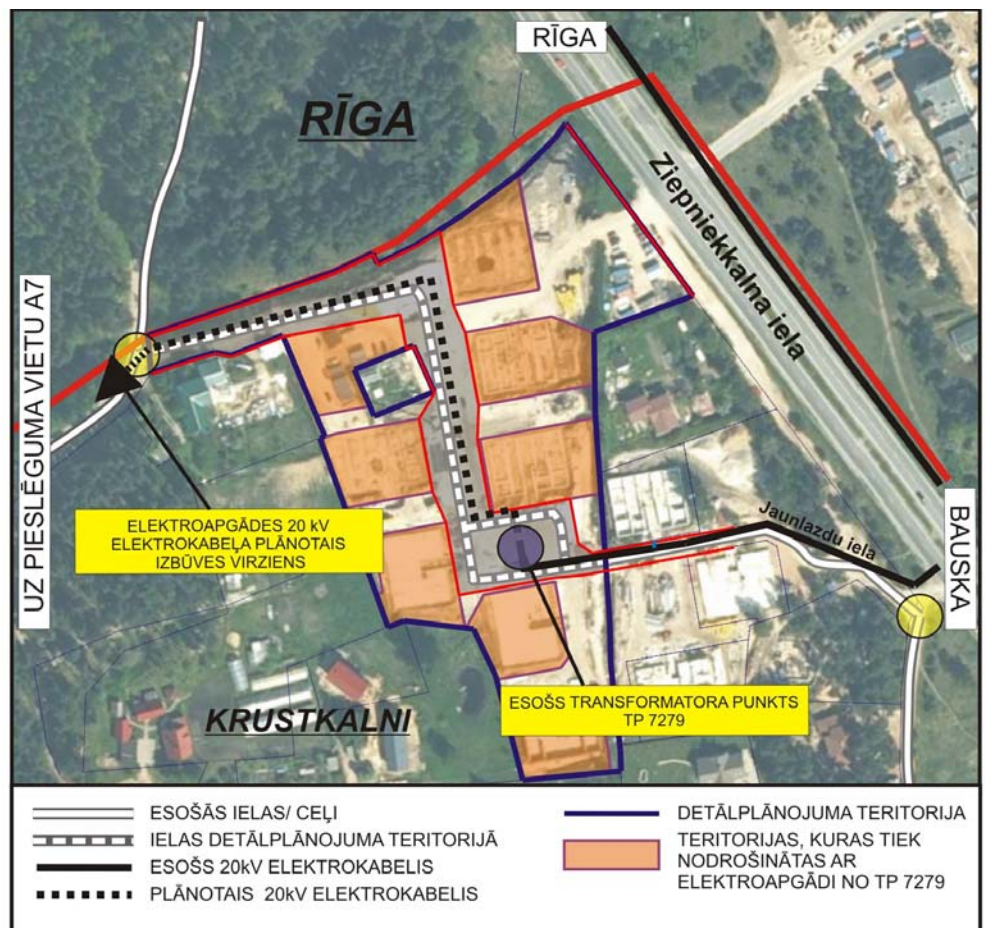 RĪGA
RĪGA
Ziepniekkalna iela
UZ PIESLĒGUMA VIETU A7
ELEKTROAPGĀDES 20 kV
ELEKTROKABEĻA PLĀNOTAIS
IZBŪVES VIRZIENS
Jaunlazdu iela
BAUSKA
ESOŠS TRANSFORMATORA PUNKTS
TP 7279
KRUSTKALNI
ESOŠĀS IELAS/ CEĻI
IELAS DETĀLPLĀNOJUMA TERITORIJĀ
ESOŠS 20kV ELEKTROKABELIS
PLĀNOTAIS 20kV ELEKTROKABELIS
DETĀLPLĀNOJUMA TERITORIJA
TERITORIJAS, KURAS TIEK
NODROŠINĀTAS AR
ELEKTROAPGĀDI NO TP 7279